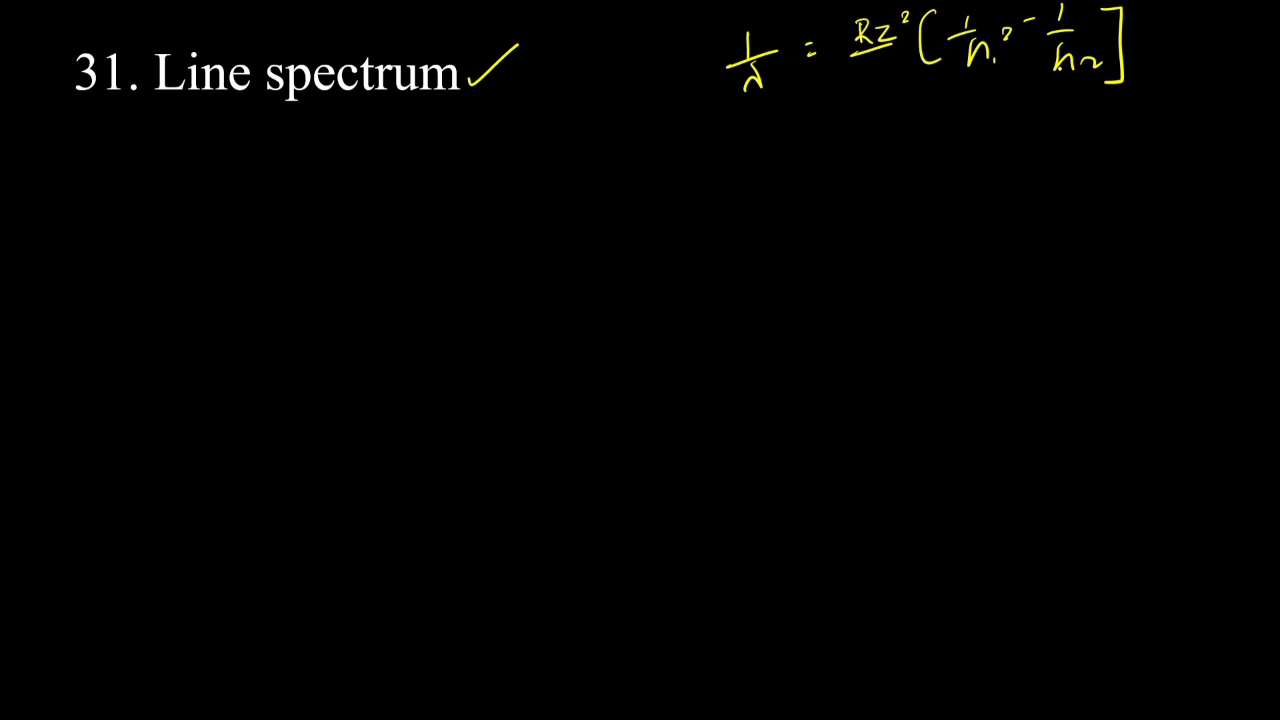 31. Line spectrum ✓
1/λ = RZ² ( 1/n₁² - 1/n₂ ]